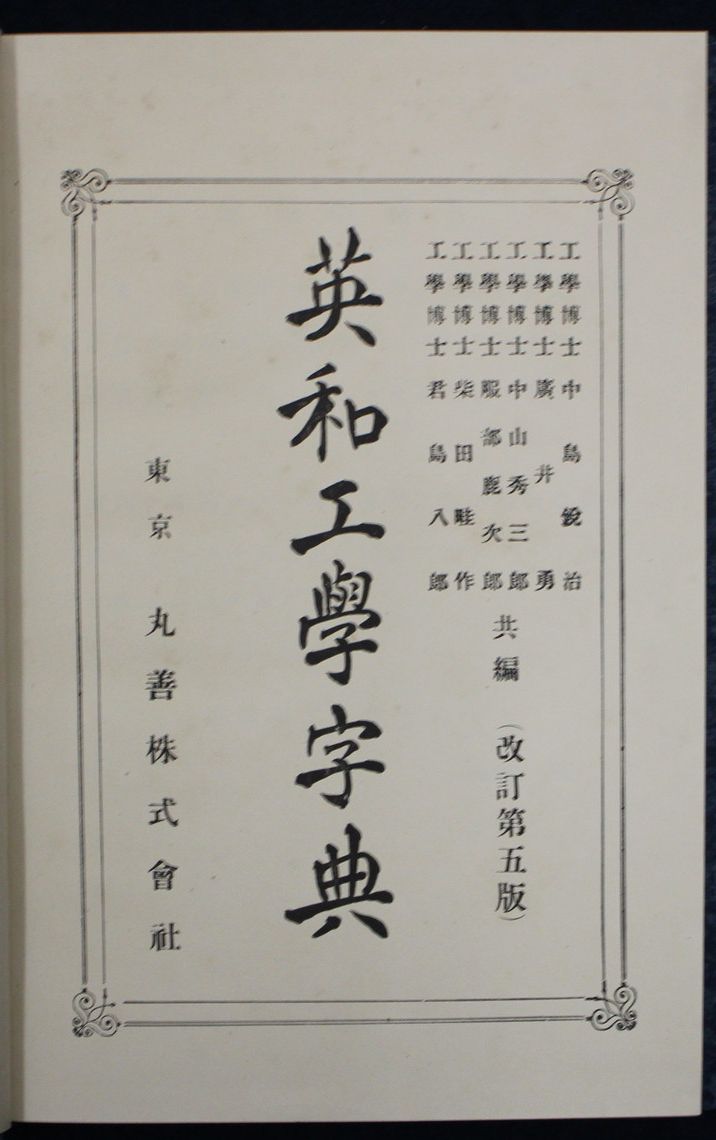 工學博士 中島銳治
工學博士 廣井勇
工學博士 中山秀三郎
工學博士 服部鹿次郎
工學博士 柴田畦作
工學博士 君島八郎
共編 (改訂第五版)
英和工學字典
東京 丸善株式會社